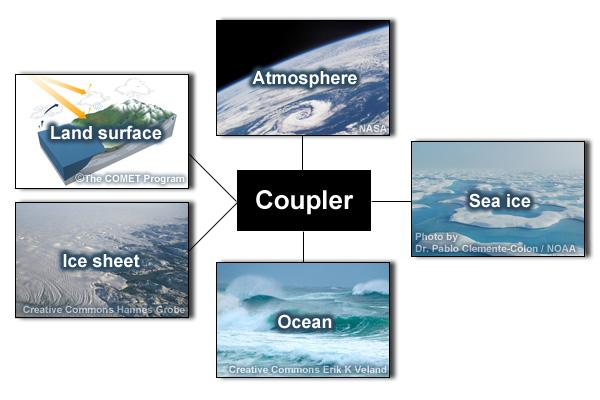 Atmosphere
NASA
Land surface
©The COMET Program
Coupler
Sea ice
Photo by
Dr. Pablo Clemente-Colon / NOAA
Ice sheet
Creative Commons Hannes Grobe
Ocean
Creative Commons Erik K Veland